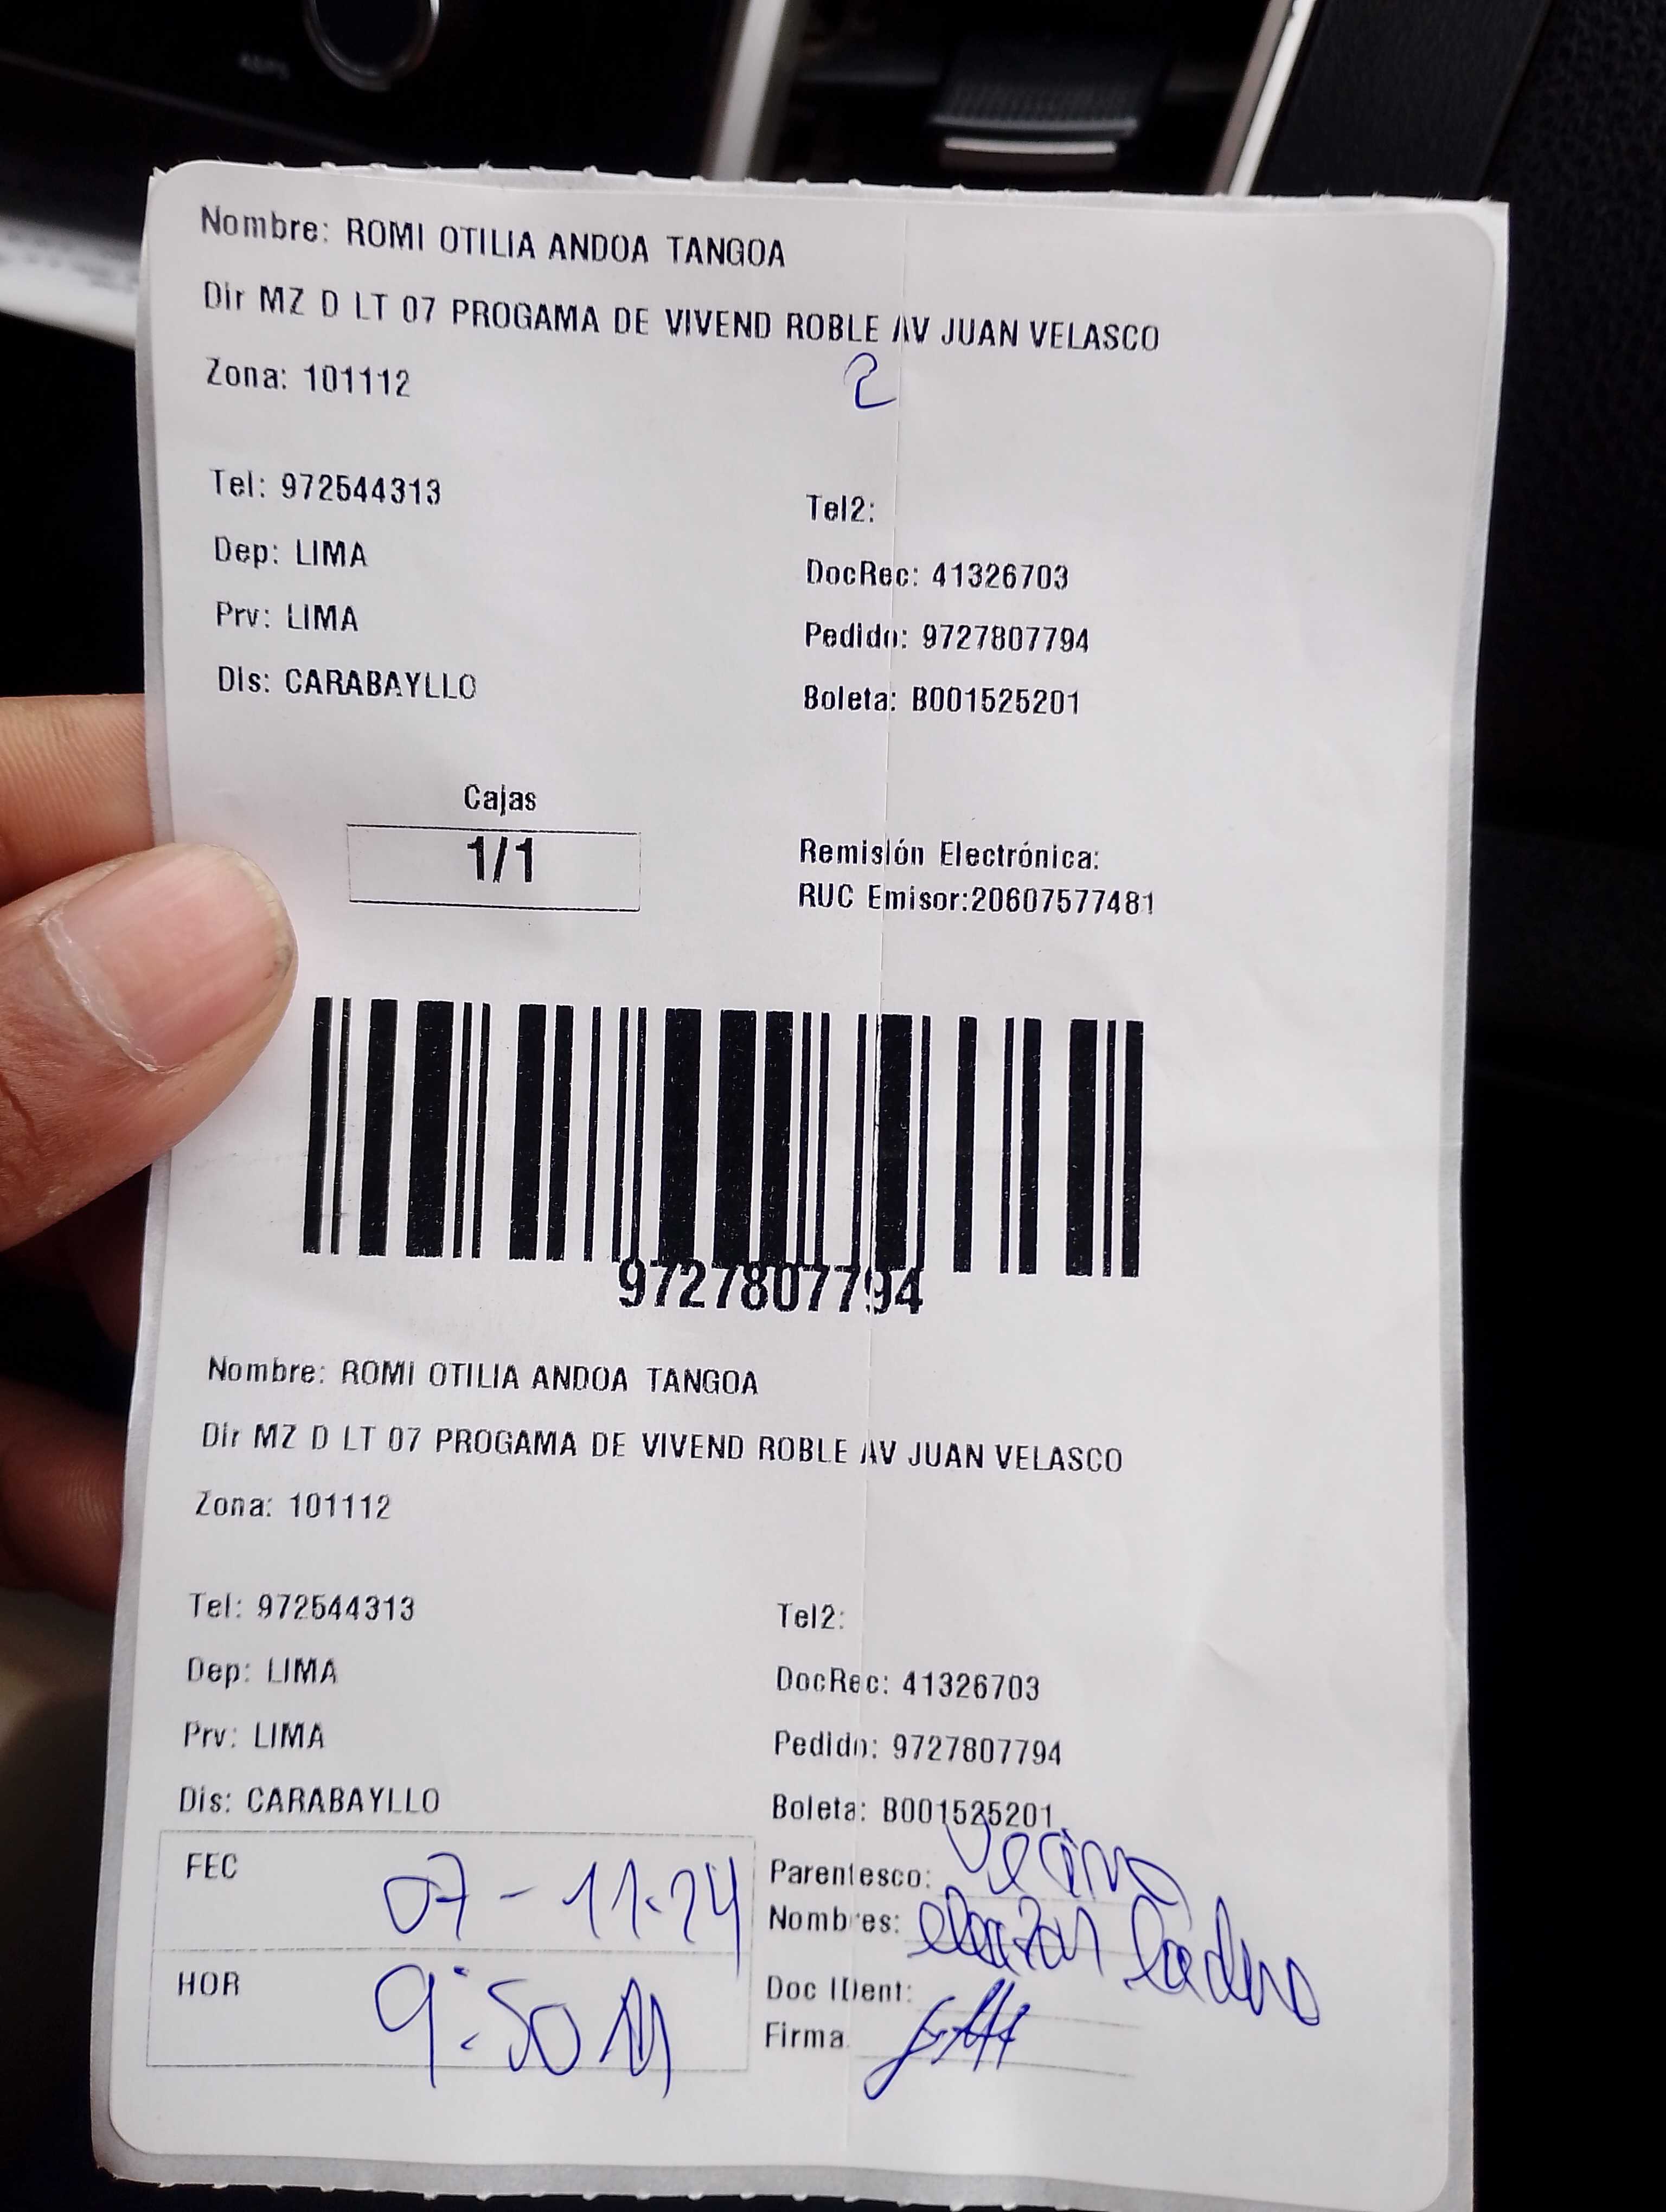 Nombre: ROMI OTILIA ANDOA TANGOA
Dir MZ D LT 07 PROGAMA DE VIVEND ROBLE AV JUAN VELASCO
Zona: 101112
2
Tel: 972544313
Tel2:
Dep: LIMA
DocRec: 41326703
Prv: LIMA
Pedido: 9727807794
Dis: CARABAYLLO
Boleta: B001525201
Cajas
1/1
Remisión Electrónica:
RUC Emisor:20607577481
9727807794
Nombre: ROMI OTILIA ANDOA TANGOA
Dir MZ D LT 07 PROGAMA DE VIVEND ROBLE AV JUAN VELASCO
Zona: 101112
Tel: 972544313
Tel2:
Dep: LIMA
DocRec: 41326703
Prv: LIMA
Pedido: 9727807794
Dis: CARABAYLLO
Boleta: B001525201
FEC 07-11-24
Parentesco: Vecino
Nombres:
HOR 9:50
Doc IDent:
Firma